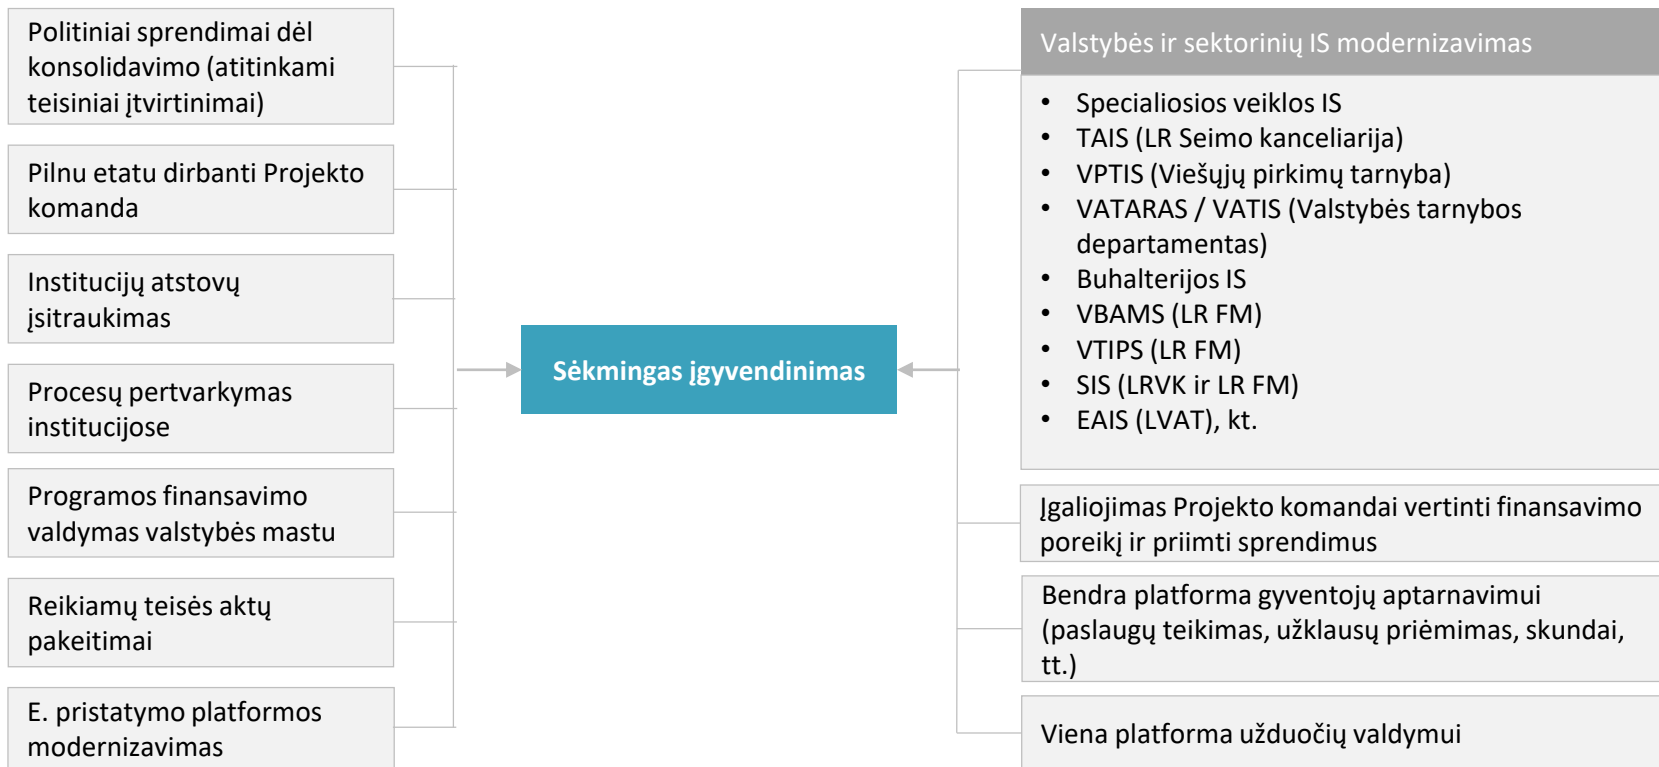 Politiniai sprendimai dėl
konsolidavimo (atitinkami
teisiniai įtvirtinimai)
Pilnu etatu dirbanti Projekto
komanda
Institucijų atstovų
įsitraukimas
Procesų pertvarkymas
institucijose
Programos finansavimo
valdymas valstybės mastu
Reikiamų teisės aktų
pakeitimai
E. pristatymo platformos
modernizavimas
Sėkmingas įgyvendinimas
Valstybės ir sektorinių IS modernizavimas
• Specialiosios veiklos IS
• TAIS (LR Seimo kanceliarija)
• VPTIS (Viešųjų pirkimų tarnyba)
• VATARAS / VATIS (Valstybės tarnybos
departamentas)
• Buhalterijos IS
• VBAMS (LR FM)
• VTIPS (LR FM)
• SIS (LRVK ir LR FM)
• EAIS (LVAT), kt.
Įgaliojimas Projekto komandai vertinti finansavimo
poreikį ir priimti sprendimus
Bendra platforma gyventojų aptarnavimui
(paslaugų teikimas, užklausų priėmimas, skundai,
tt.)
Viena platforma užduočių valdymui